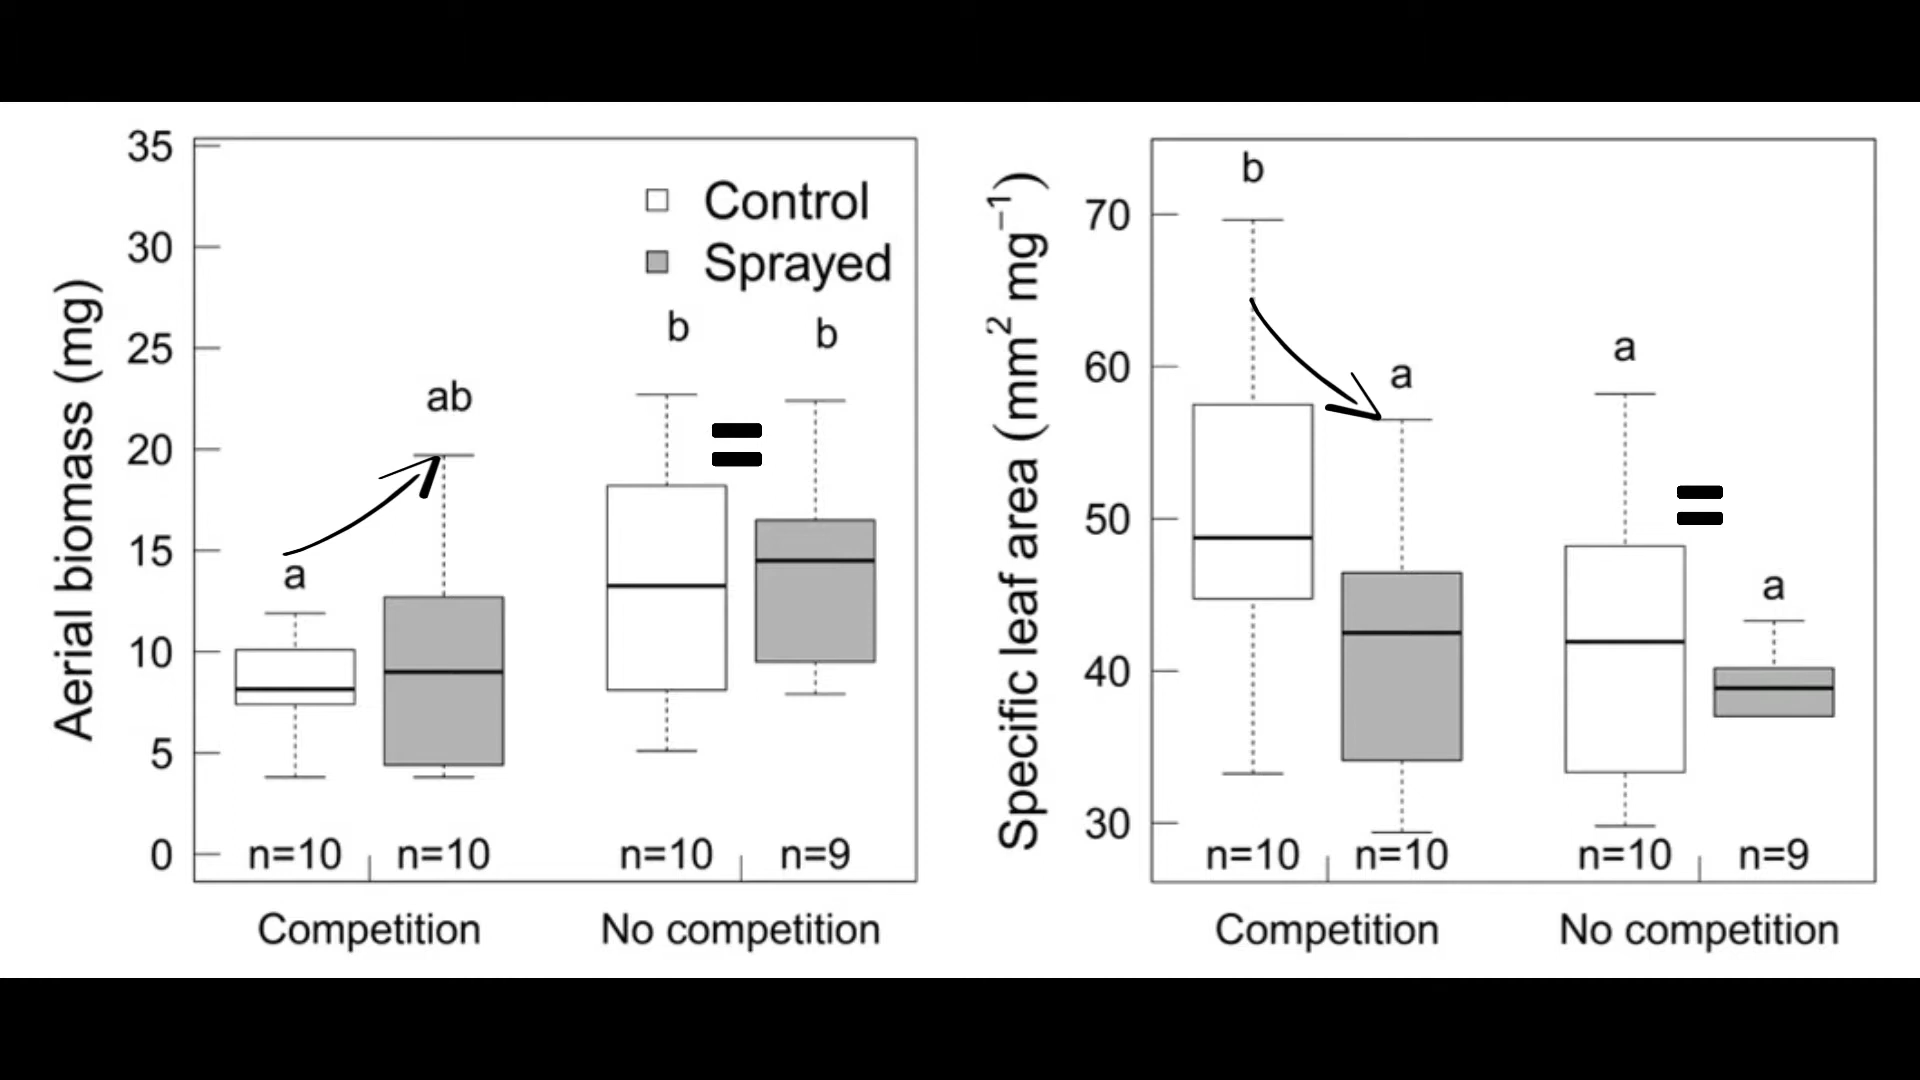 Aerial biomass (mg)
35
30
25
20
15
10
5
0
Control
Sprayed
a
ab
b
b
n=10
n=10
n=10
n=9
Competition
No competition
Specific leaf area (mm² mg⁻¹)
70
60
50
40
30
b
a
a
a
n=10
n=10
n=10
n=9
Competition
No competition